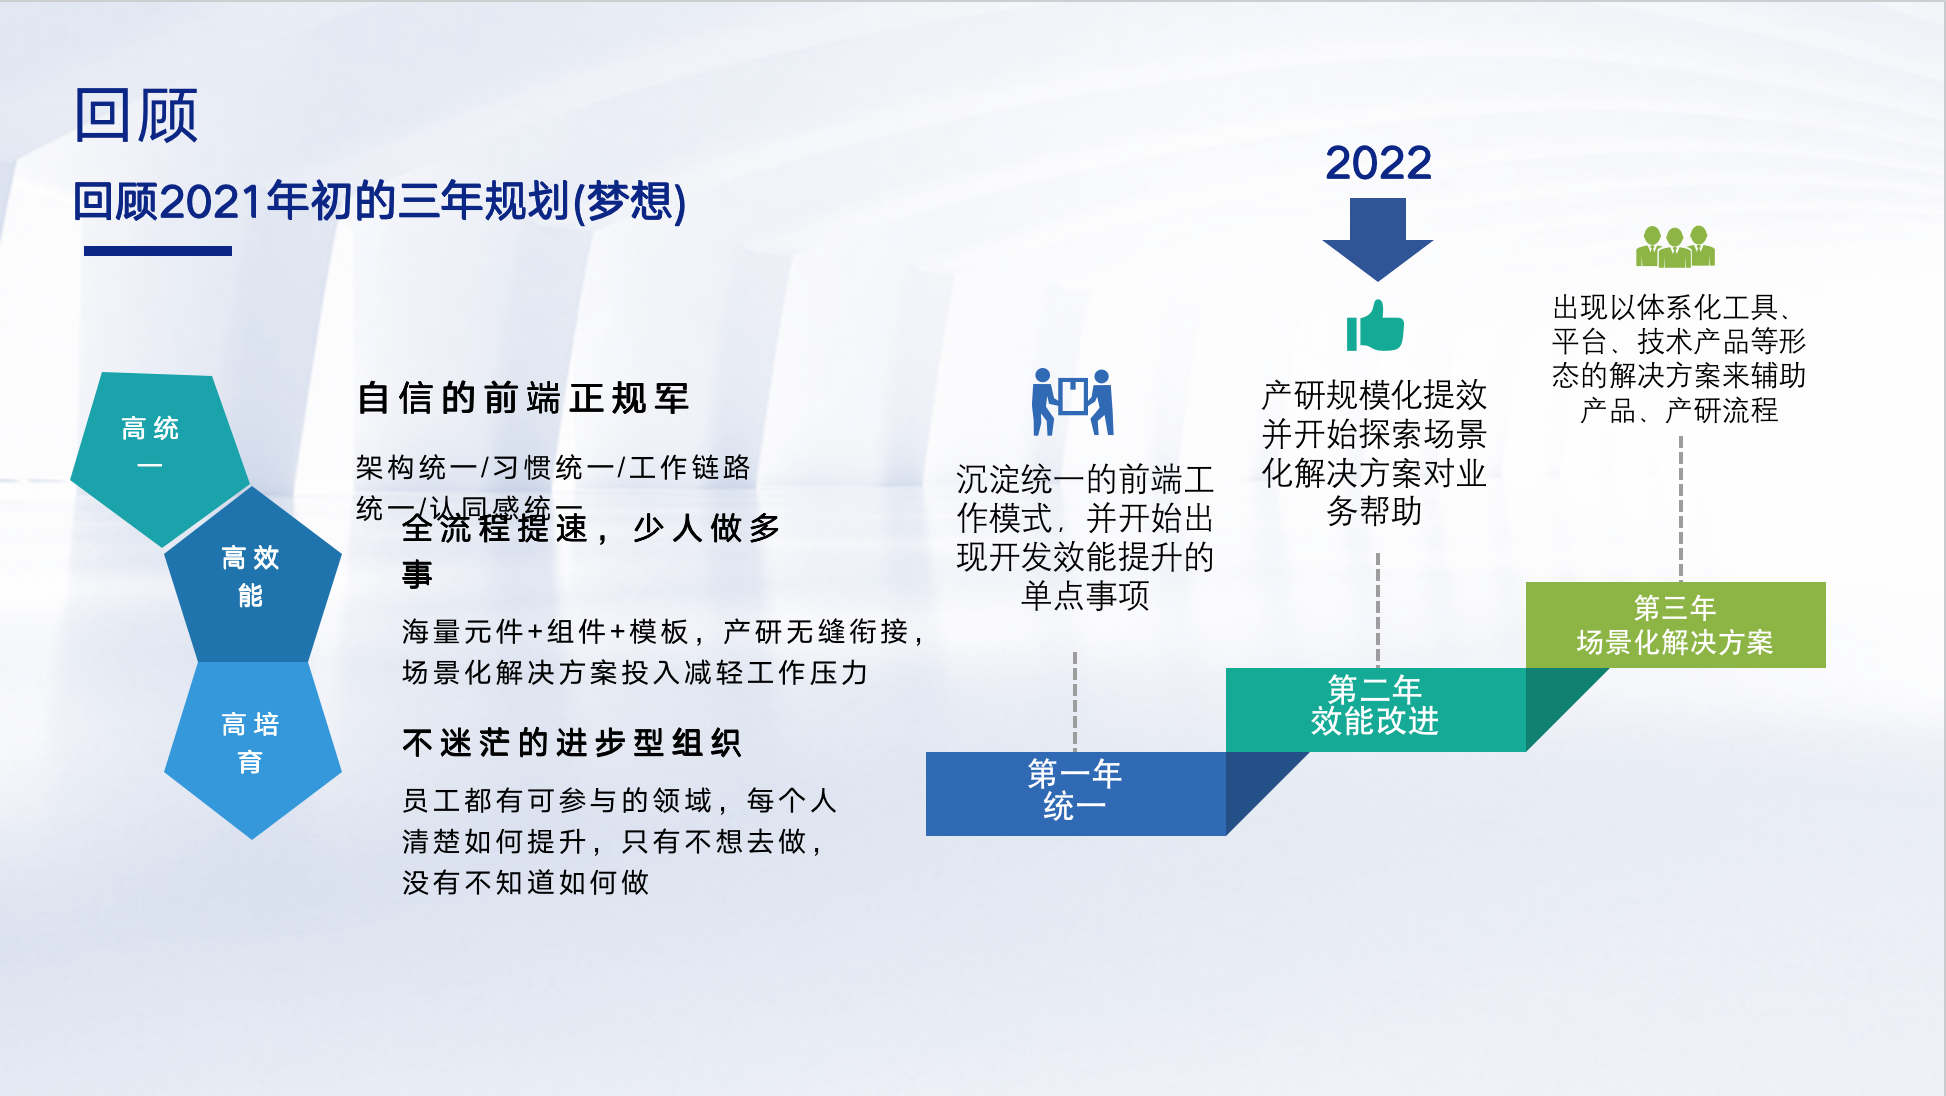 回顾
回顾2021年初的三年规划(梦想)
高统
一
高效
能
高培
育
自信的前端正规军
架构统一/习惯统一/工作链路
统一/认同感统一
全流程提速，少人做多
事
海量元件+组件+模板，产研无缝衔接，
场景化解决方案投入减轻工作压力
不迷茫的进步型组织
员工都有可参与的领域，每个人
清楚如何提升，只有不想去做，
没有不知道如何做
沉淀统一的前端工
作模式，并开始出
现开发效能提升的
单点事项
第一年
统一
2022
产研规模化提效
并开始探索场景
化解决方案对业
务帮助
第二年
效能改进
出现以体系化工具、
平台、技术产品等形
态的解决方案来辅助
产品、产研流程
第三年
场景化解决方案